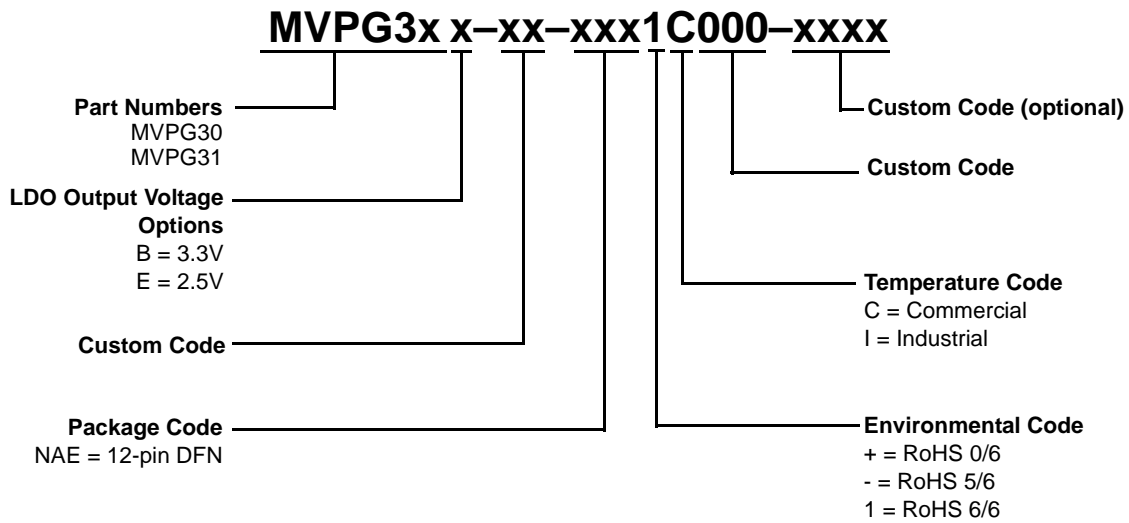 MVPG3x x–xx–xxx1C000–xxxx
Part Numbers
MVPG30
MVPG31
LDO Output Voltage
Options
B = 3.3V
E = 2.5V
Custom Code
Package Code
NAE = 12-pin DFN
Custom Code (optional)
Custom Code
Temperature Code
C = Commercial
I = Industrial
Environmental Code
+ = RoHS 0/6
- = RoHS 5/6
1 = RoHS 6/6